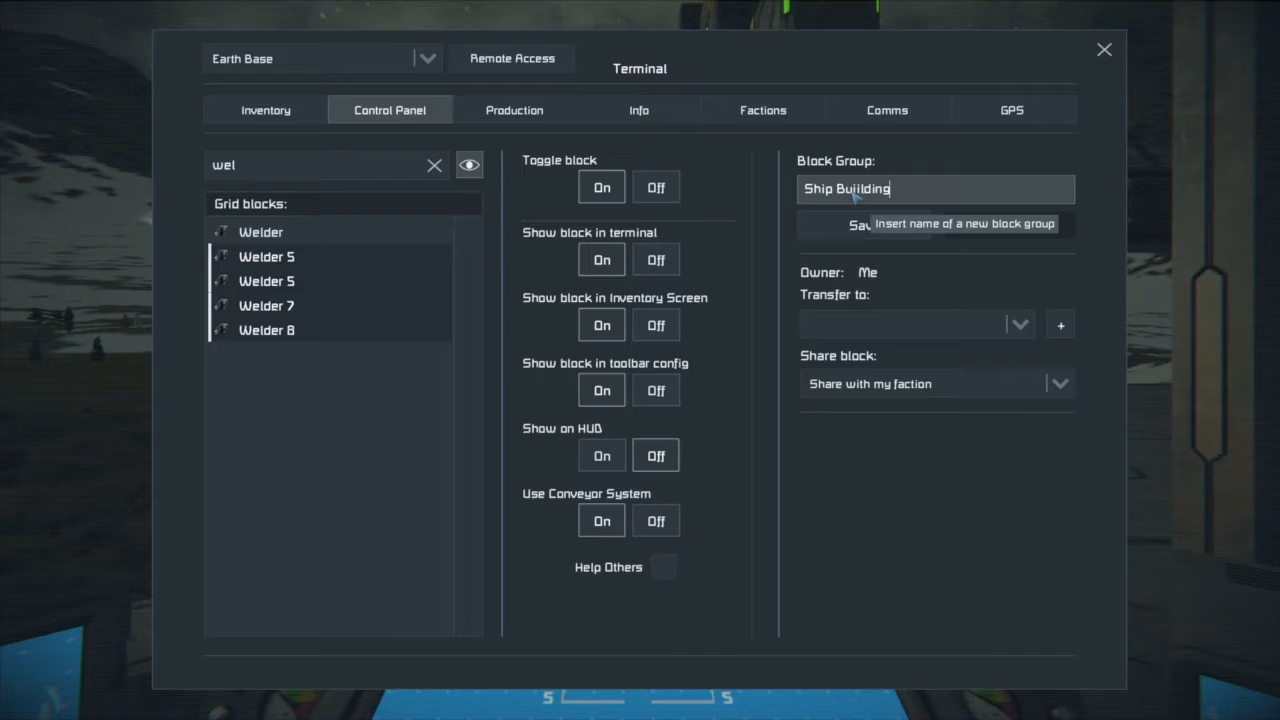 Earth Base
Remote Access
Terminal
Inventory
Control Panel
Production
Info
Factions
Comms
GPS
wel
Grid blocks:
Welder
Welder 5
Welder 5
Welder 7
Welder 8
Toggle block
On Off
Show block in terminal
On Off
Show block in Inventory Screen
On Off
Show block in toolbar config
On Off
Show on HUD
On Off
Use Conveyor System
On Off
Help Others
Block Group:
Ship Buiilding
Sav
Insert name of a new block group
Owner: Me
Transfer to:
+
Share block:
Share with my faction
5 5